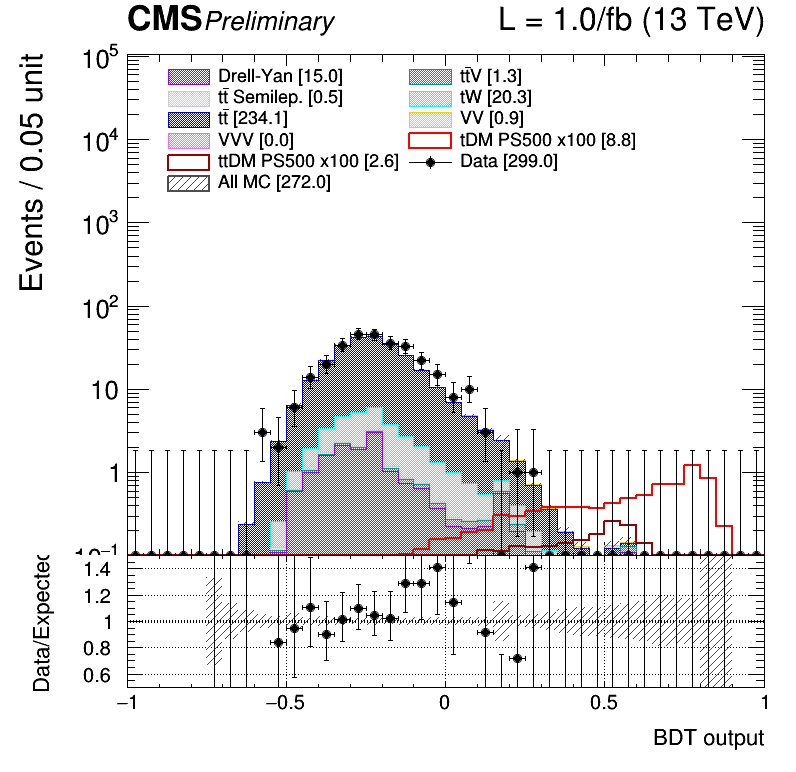 CMS Preliminary L = 1.0/fb (13 TeV)
Events / 0.05 unit
10⁵
10⁴
10³
10²
10
1
10⁻¹
Drell-Yan [15.0]
tt̄V [1.3]
tt̄ Semilep. [0.5]
tW [20.3]
tt̄ [234.1]
VV [0.9]
VVV [0.0]
tDM PS500 x100 [8.8]
ttDM PS500 x100 [2.6]
Data [299.0]
All MC [272.0]
Data/Expected
1.4
1.2
1
0.8
0.6
−1 −0.5 0 0.5 1
BDT output